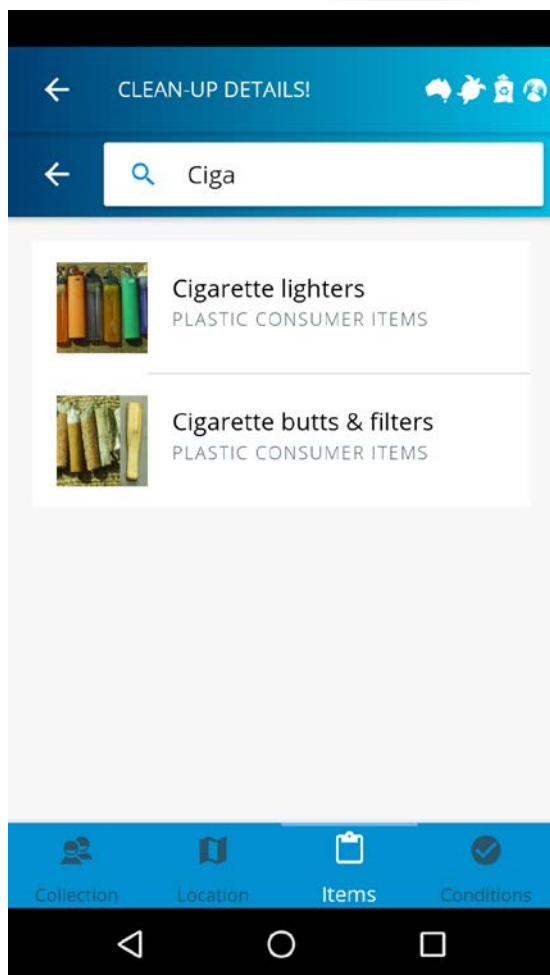 CLEAN-UP DETAILS!
Ciga
Cigarette lighters
PLASTIC CONSUMER ITEMS
Cigarette butts & filters
PLASTIC CONSUMER ITEMS
Collection Location Items Conditions